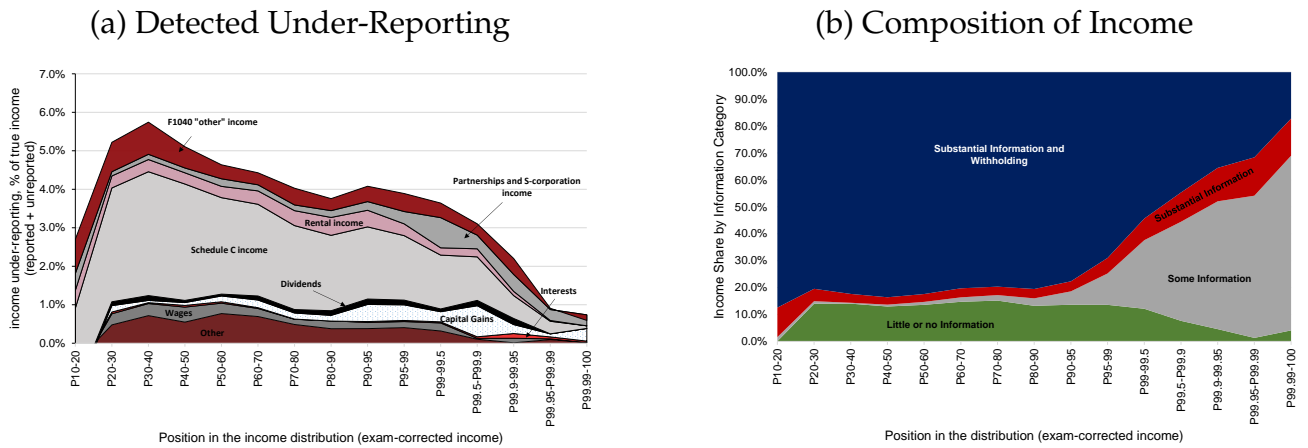 (a) Detected Under-Reporting
income under-reporting, % of true income
(reported + unreported)
7.0%
6.0%
5.0%
4.0%
3.0%
2.0%
1.0%
0.0%
F1040 "other" income
Partnerships and S-corporation
income
Rental income
Schedule C income
Dividends
Interests
Wages
Capital Gains
Other
P10-20
P20-30
P30-40
P40-50
P50-60
P60-70
P70-80
P80-90
P90-95
P95-99
P99-99.5
P99.5-P99.9
P99.9-99.95
P99.95-P99.99
P99.99-100
Position in the income distribution (exam-corrected income)
(b) Composition of Income
Income Share by Information Category
100.0%
90.0%
80.0%
70.0%
60.0%
50.0%
40.0%
30.0%
20.0%
10.0%
0.0%
Substantial Information and
Withholding
Substantial Information
Some Information
Little or no Information
P10-20
P20-30
P30-40
P40-50
P50-60
P60-70
P70-80
P80-90
P90-95
P95-99
P99-99.5
P99.5-P99.9
P99.9-99.95
P99.95-P99.99
P99.99-100
Position in the distribution (exam-corrected income)